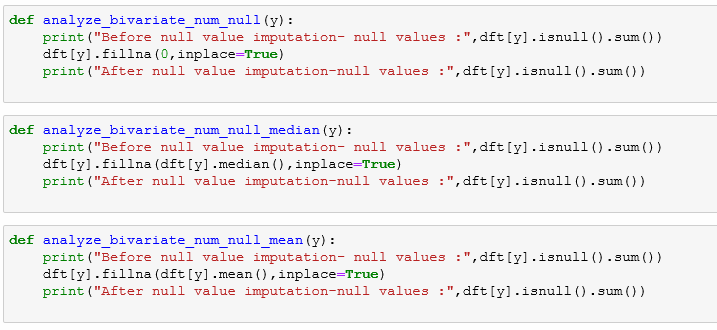 def analyze_bivariate_num_null(y):
    print("Before null value imputation- null values :",dft[y].isnull().sum())
    dft[y].fillna(0,inplace=True)
    print("After null value imputation-null values :",dft[y].isnull().sum())
def analyze_bivariate_num_null_median(y):
    print("Before null value imputation- null values :",dft[y].isnull().sum())
    dft[y].fillna(dft[y].median(),inplace=True)
    print("After null value imputation-null values :",dft[y].isnull().sum())
def analyze_bivariate_num_null_mean(y):
    print("Before null value imputation- null values :",dft[y].isnull().sum())
    dft[y].fillna(dft[y].mean(),inplace=True)
    print("After null value imputation-null values :",dft[y].isnull().sum())